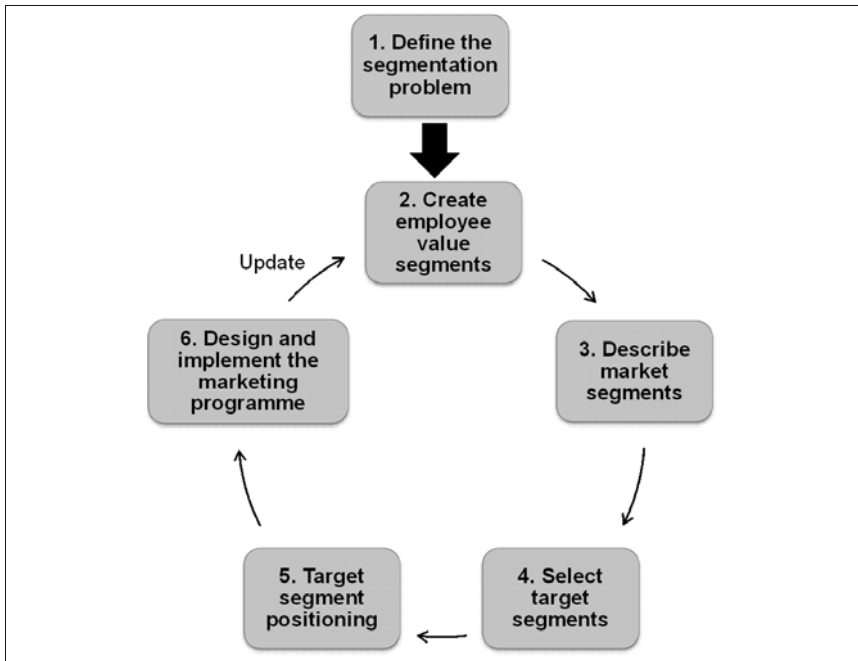 1. Define the
segmentation
problem
2. Create
employee
value
segments
Update
6. Design and
implement the
marketing
programme
3. Describe
market
segments
5. Target
segment
positioning
4. Select
target
segments